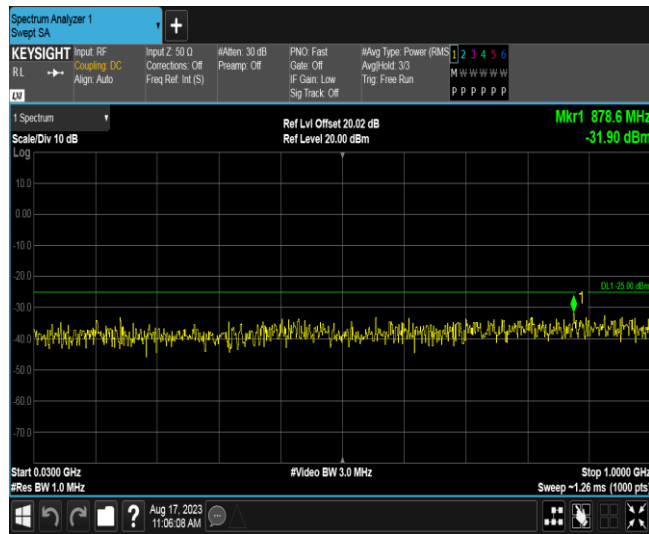 Spectrum Analyzer 1
Swept SA
KEYSIGHT
RL
LXI
Input: RF
Coupling: DC
Align: Auto
Input Z: 50 Ω
Corrections: Off
Freq Ref: Int (S)
#Atten: 30 dB
Preamp: Off
PNO: Fast
Gate: Off
IF Gain: Low
Sig Track: Off
#Avg Type: Power (RMS
Avg|Hold: 3/3
Trig: Free Run
1 2 3 4 5 6
M W W W W W
P P P P P P
1 Spectrum
Scale/Div 10 dB
Log
Ref Lvl Offset 20.02 dB
Ref Level 20.00 dBm
Mkr1 878.6 MHz
-31.90 dBm
10.0
0.00
-10.0
-20.0
DL1 -25.00 dBm
1
-30.0
-40.0
-50.0
-60.0
-70.0
Start 0.0300 GHz
#Video BW 3.0 MHz
Stop 1.0000 GHz
#Res BW 1.0 MHz
Sweep ~1.26 ms (1000 pts)
?
Aug 17, 2023
11:06:08 AM